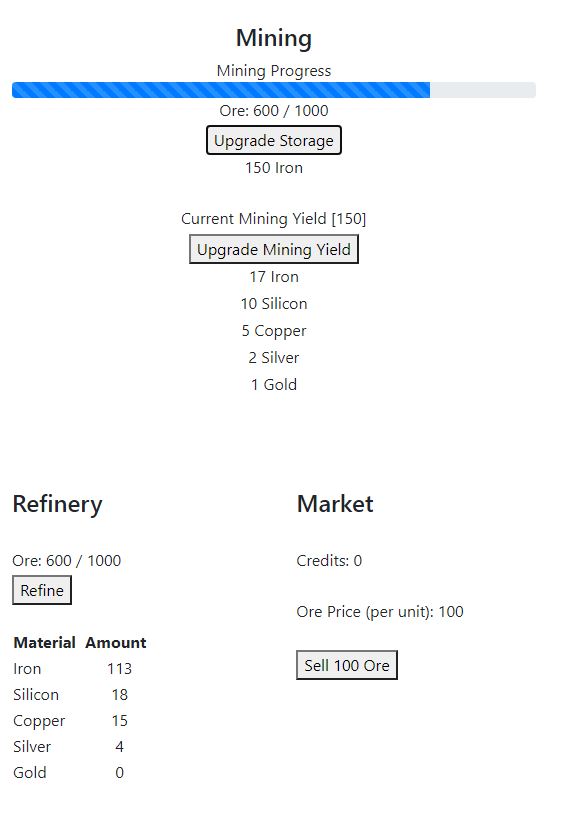 Mining
Mining Progress
Ore: 600 / 1000
Upgrade Storage
150 Iron
Current Mining Yield [150]
Upgrade Mining Yield
17 Iron
10 Silicon
5 Copper
2 Silver
1 Gold
Refinery
Ore: 600 / 1000
Refine
Material Amount
Iron 113
Silicon 18
Copper 15
Silver 4
Gold 0
Market
Credits: 0
Ore Price (per unit): 100
Sell 100 Ore